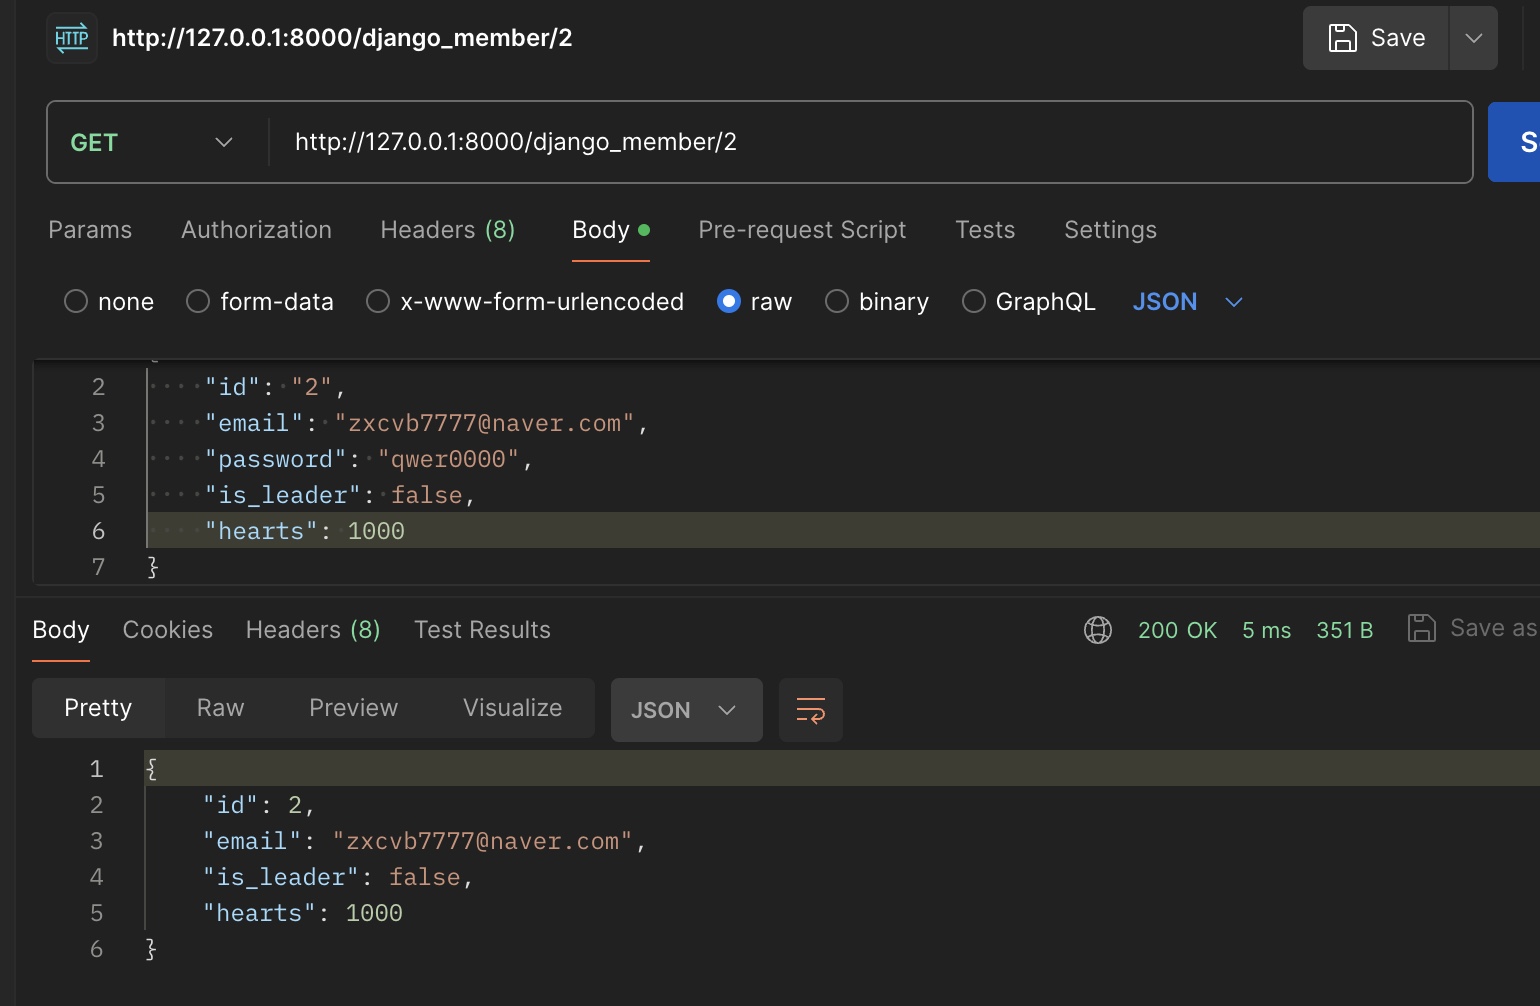 HTTP http://127.0.0.1:8000/django_member/2 Save
GET http://127.0.0.1:8000/django_member/2 S
Params Authorization Headers (8) Body Pre-request Script Tests Settings
none form-data x-www-form-urlencoded raw binary GraphQL JSON
2 "id": "2",
3 "email": "zxcvb7777@naver.com",
4 "password": "qwer0000",
5 "is_leader": false,
6 "hearts": 1000
7 }
Body Cookies Headers (8) Test Results 200 OK 5 ms 351 B Save as
Pretty Raw Preview Visualize JSON
1 {
2 "id": 2,
3 "email": "zxcvb7777@naver.com",
4 "is_leader": false,
5 "hearts": 1000
6 }